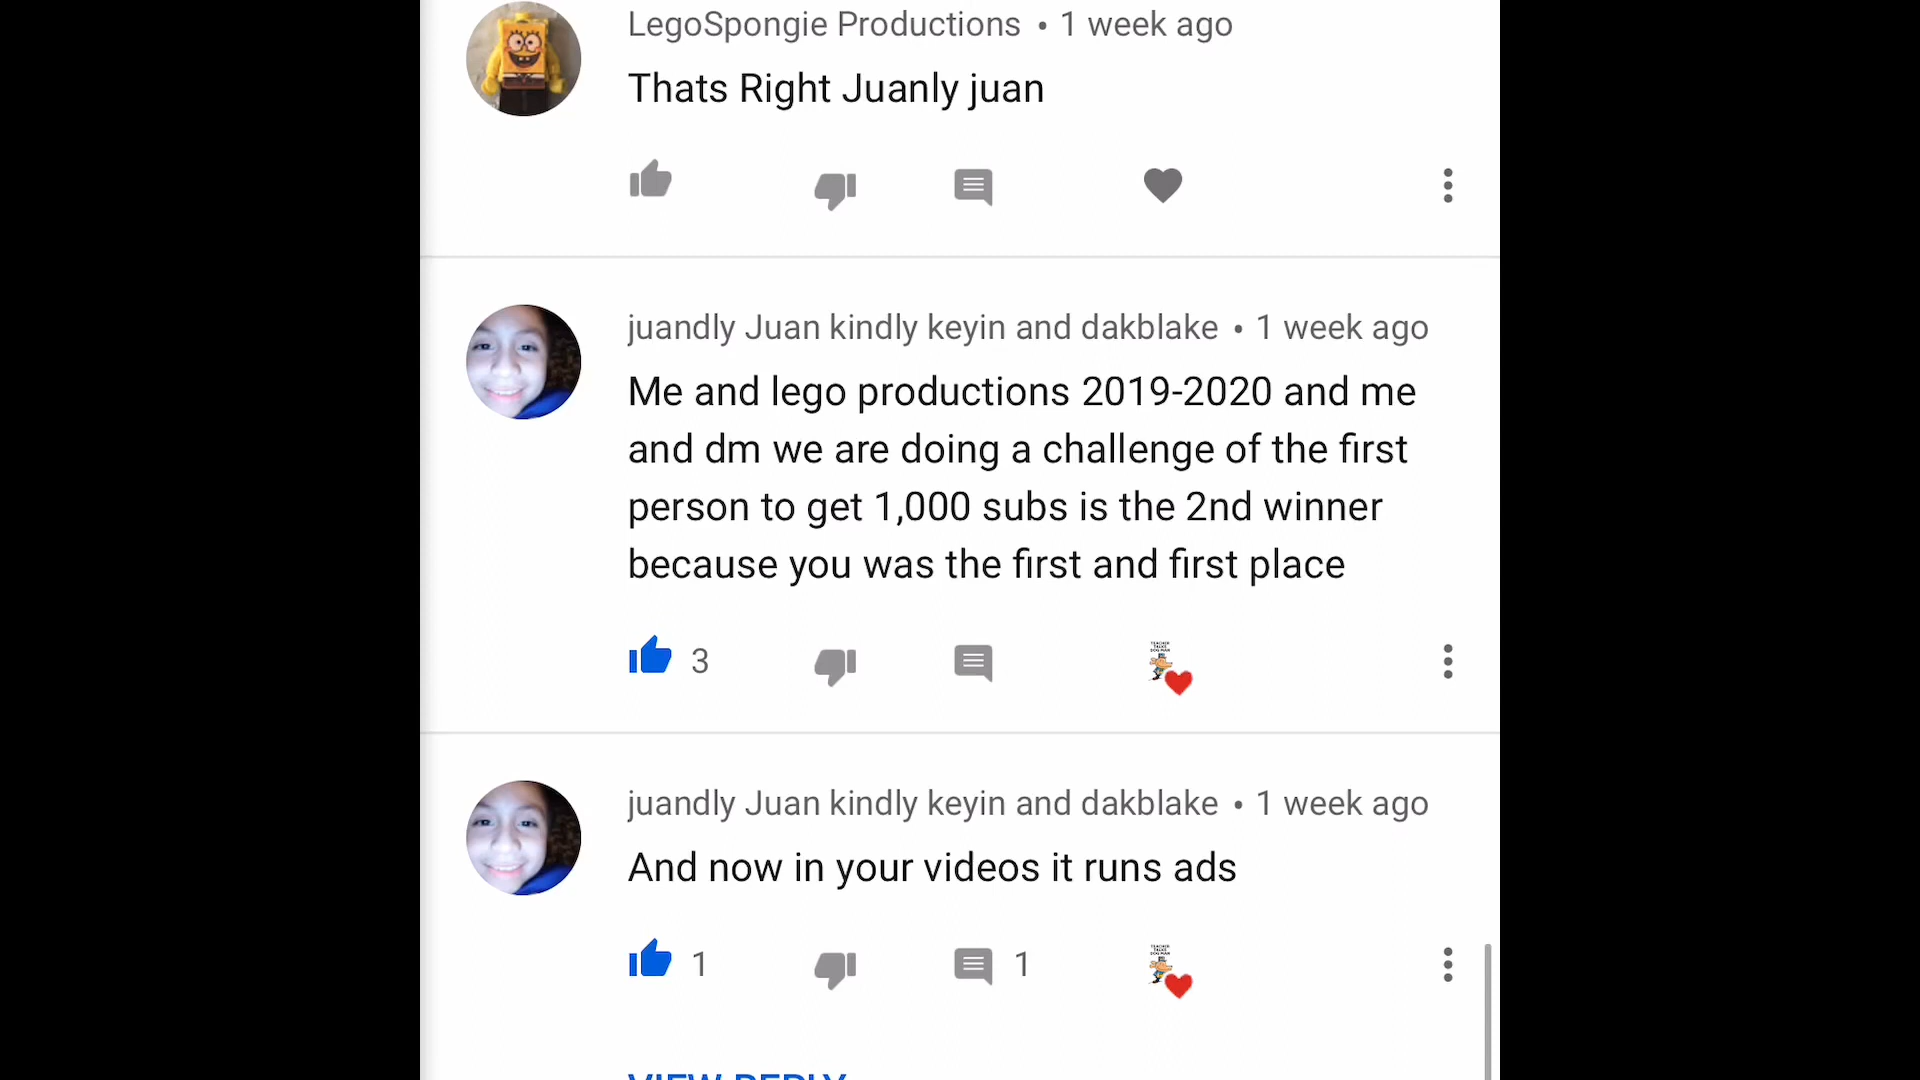 LegoSpongie Productions • 1 week ago
Thats Right Juanly juan
juandly Juan kindly keyin and dakblake • 1 week ago
Me and lego productions 2019-2020 and me
and dm we are doing a challenge of the first
person to get 1,000 subs is the 2nd winner
because you was the first and first place
3
juandly Juan kindly keyin and dakblake • 1 week ago
And now in your videos it runs ads
1 1
VIEW REPLY